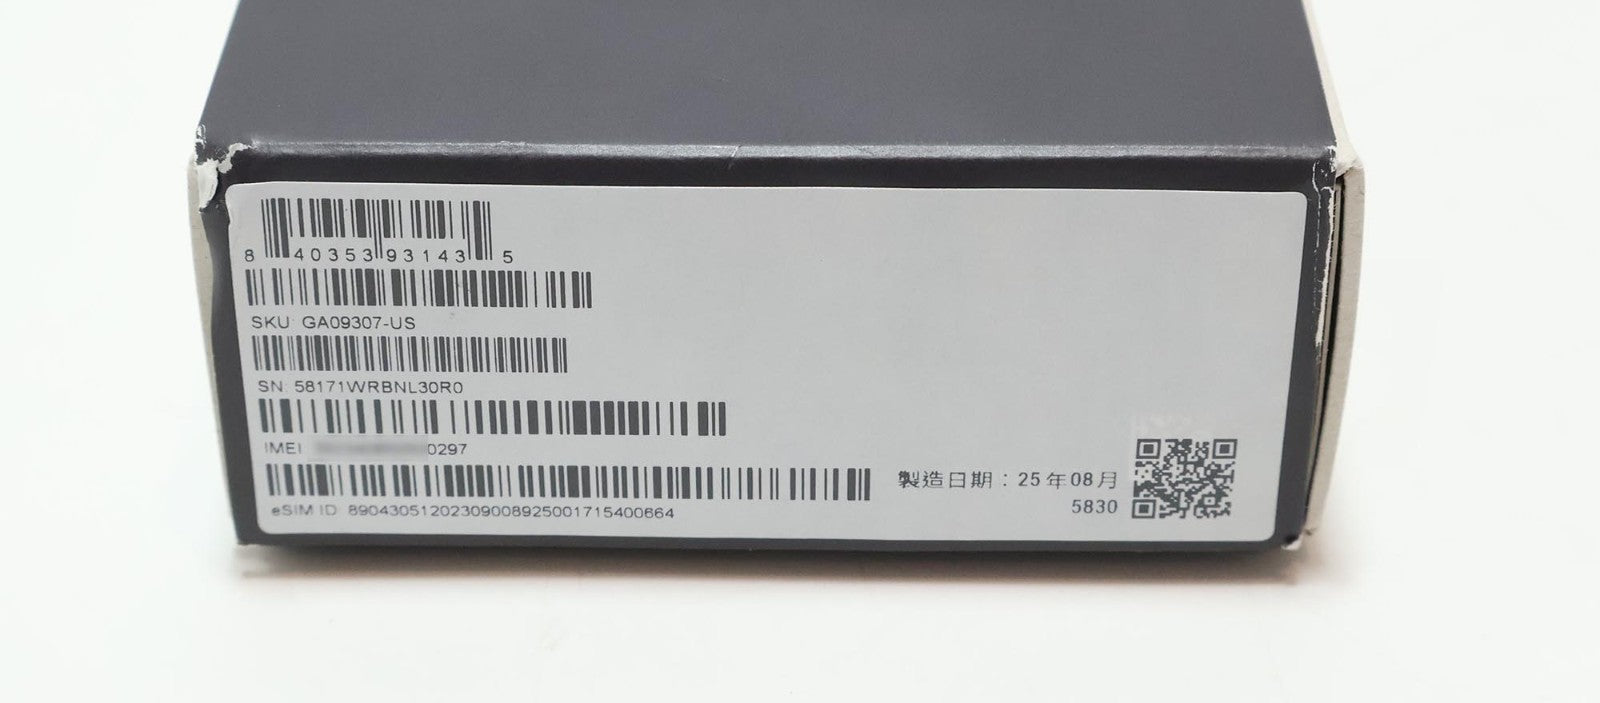 8 40353 93143 5
SKU: GA09307-US
SN: 58171WRBNL30R0
IMEI 0297
eSIM ID: 89043051202309008925001715400664
製造日期：25年08月
5830